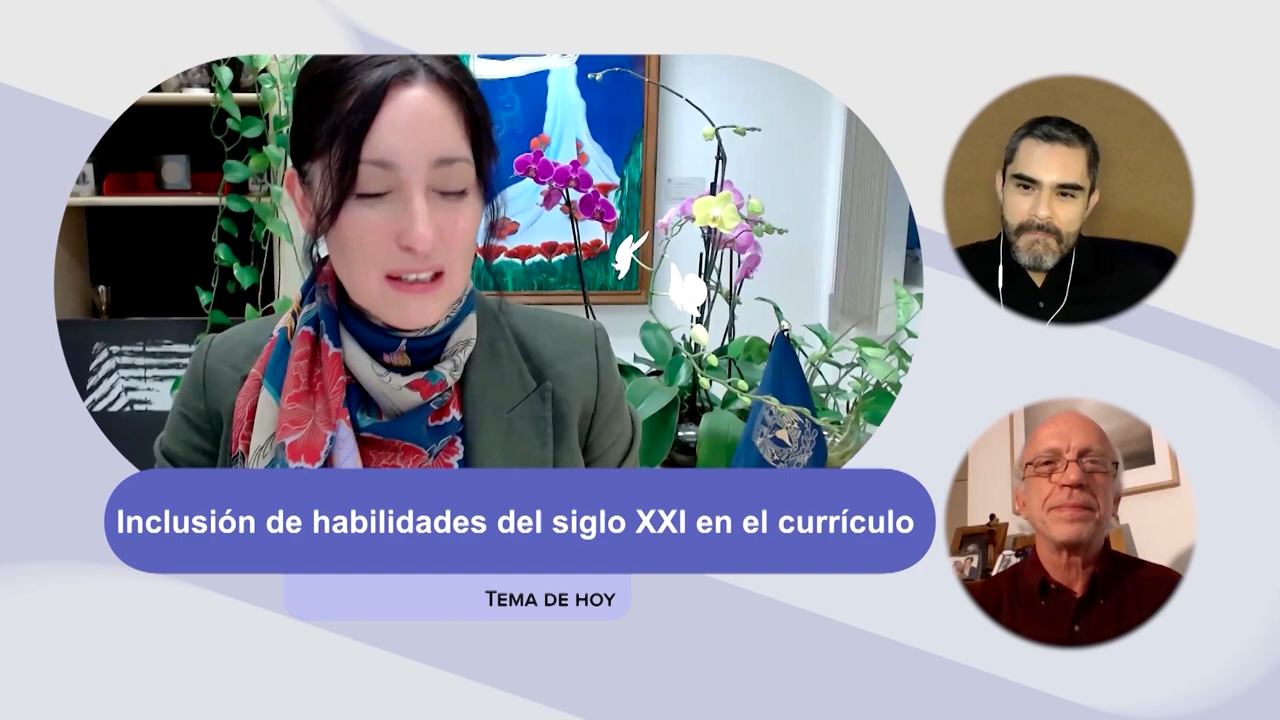 Inclusión de habilidades del siglo XXI en el currículo
TEMA DE HOY